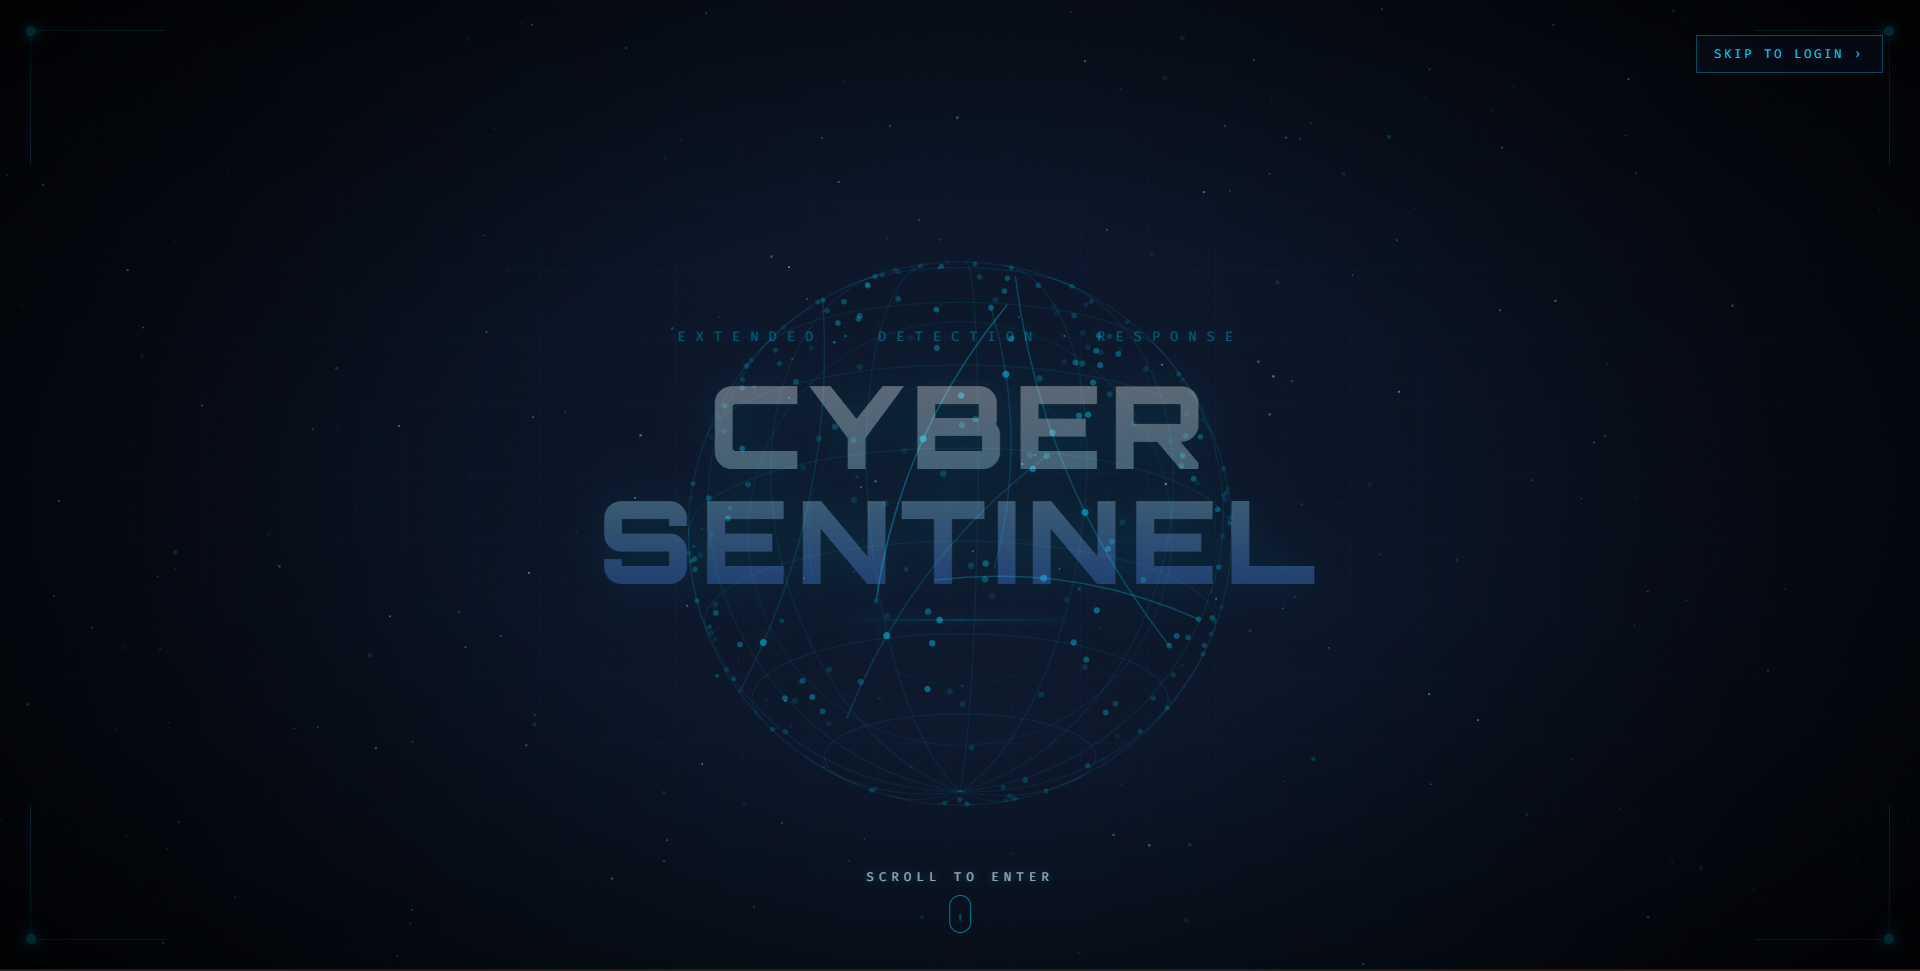 SKIP TO LOGIN ›
EXTENDED · DETECTION · RESPONSE
CYBER
SENTINEL
SCROLL TO ENTER